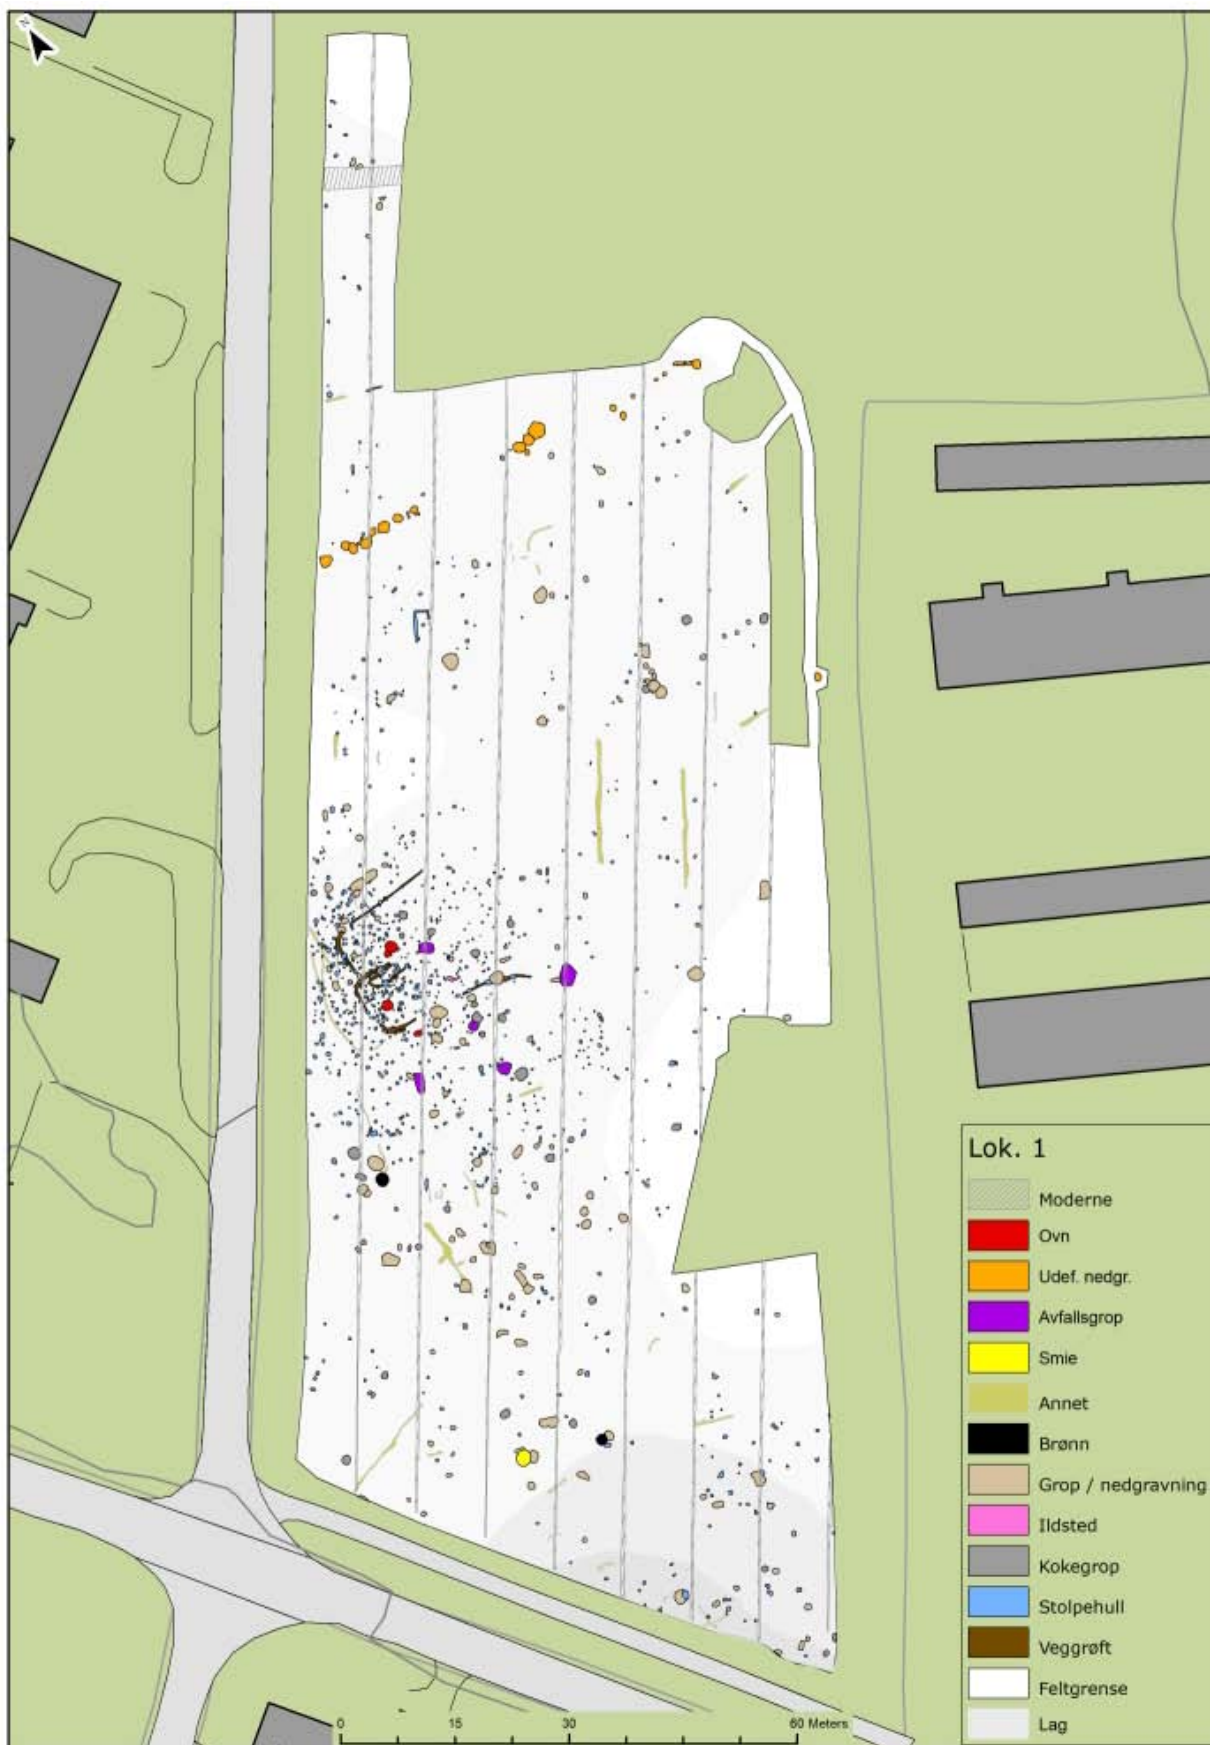 N
Lok. 1
Moderne
Ovn
Udef. nedgr.
Avfallsgrop
Smie
Annet
Brønn
Grop / nedgravning
Ildsted
Kokegrop
Stolpehull
Veggrøft
Feltgrense
Lag
0 15 30 60 Meters